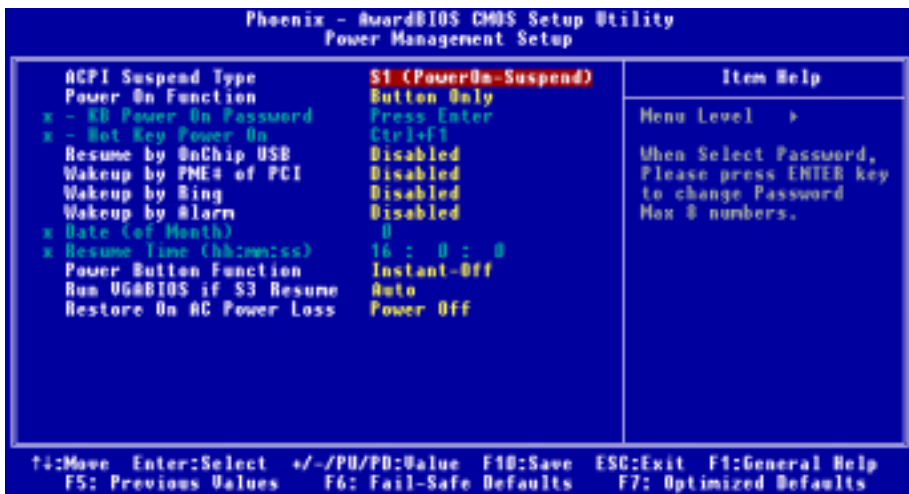 Phoenix - AwardBIOS CMOS Setup Utility
Power Management Setup
ACPI Suspend Type S1 (PowerOn-Suspend)
Power On Function Button Only
x - KB Power On Password Press Enter
x - Hot Key Power On Ctrl+F1
Resume by OnChip USB Disabled
Wakeup by PME# of PCI Disabled
Wakeup by Ring Disabled
Wakeup by Alarm Disabled
x Date (of Month) 0
x Resume Time (hh:mm:ss) 16 : 0 : 0
Power Button Function Instant-Off
Run VGABIOS if S3 Resume Auto
Restore On AC Power Loss Power Off
Item Help
Menu Level ▸
When Select Password,
Please press ENTER key
to change Password
Max 8 numbers.
↑↓:Move Enter:Select +/-/PU/PD:Value F10:Save ESC:Exit F1:General Help
F5: Previous Values F6: Fail-Safe Defaults F7: Optimized Defaults